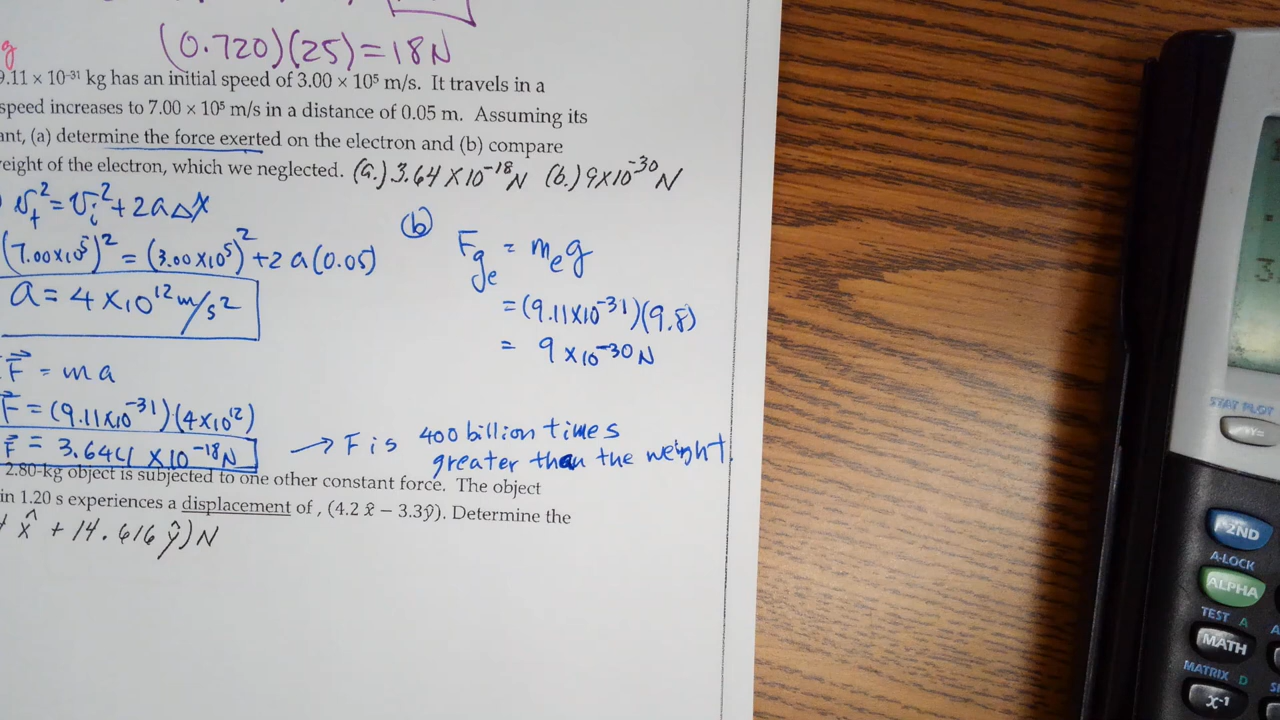 g
(0.720)(25)=18N
9.11 × 10⁻³¹ kg has an initial speed of 3.00 × 10⁵ m/s. It travels in a
speed increases to 7.00 × 10⁵ m/s in a distance of 0.05 m. Assuming its
ant, (a) determine the force exerted on the electron and (b) compare
eight of the electron, which we neglected. (a.) 3.64 × 10⁻¹⁸ N (b.) 9×10⁻³⁰ N
v_f² = v_i² + 2aΔx
(7.00×10⁵)² = (3.00×10⁵)² + 2a(0.05)
a = 4 × 10¹² m/s²
F⃗ = ma
F⃗ = (9.11×10⁻³¹)(4×10¹²)
F⃗ = 3.644 × 10⁻¹⁸ N
(b)
F_ge = m_e g
= (9.11×10⁻³¹)(9.8)
= 9 × 10⁻³⁰ N
→ F is 400 billion times
greater than the weight.
2.80-kg object is subjected to one other constant force. The object
in 1.20 s experiences a displacement of , (4.2 x̂ − 3.3ŷ). Determine the
x̂ + 14.616 ŷ) N
STAT PLOT
Y=
2ND
A-LOCK
ALPHA
TEST A
MATH
MATRIX D
x⁻¹